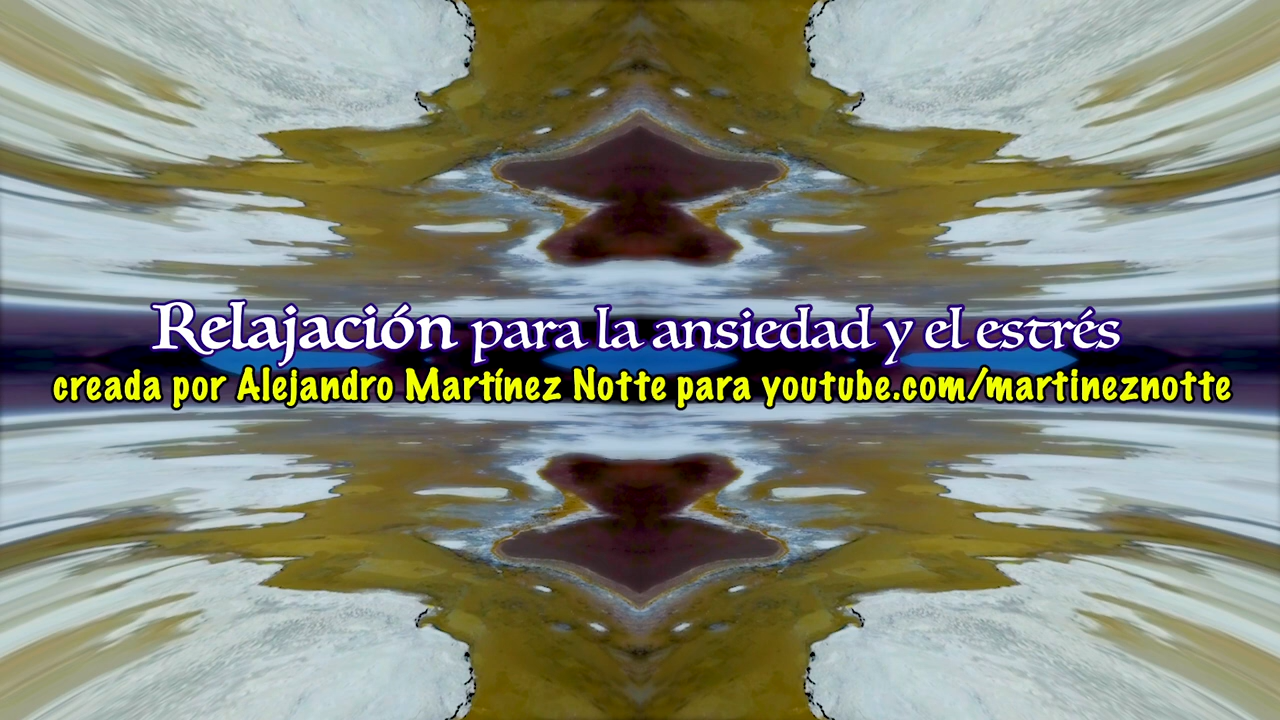 Relajación para la ansiedad y el estrés
creada por Alejandro Martínez Notte para youtube.com/martineznotte